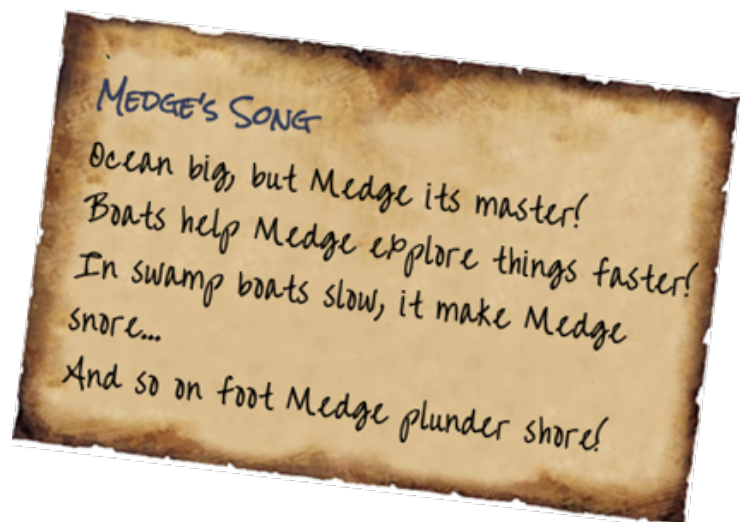 MEDGE'S SONG
Ocean big, but Medge its master!
Boats help Medge explore things faster!
In swamp boats slow, it make Medge
snore...
And so on foot Medge plunder shore!